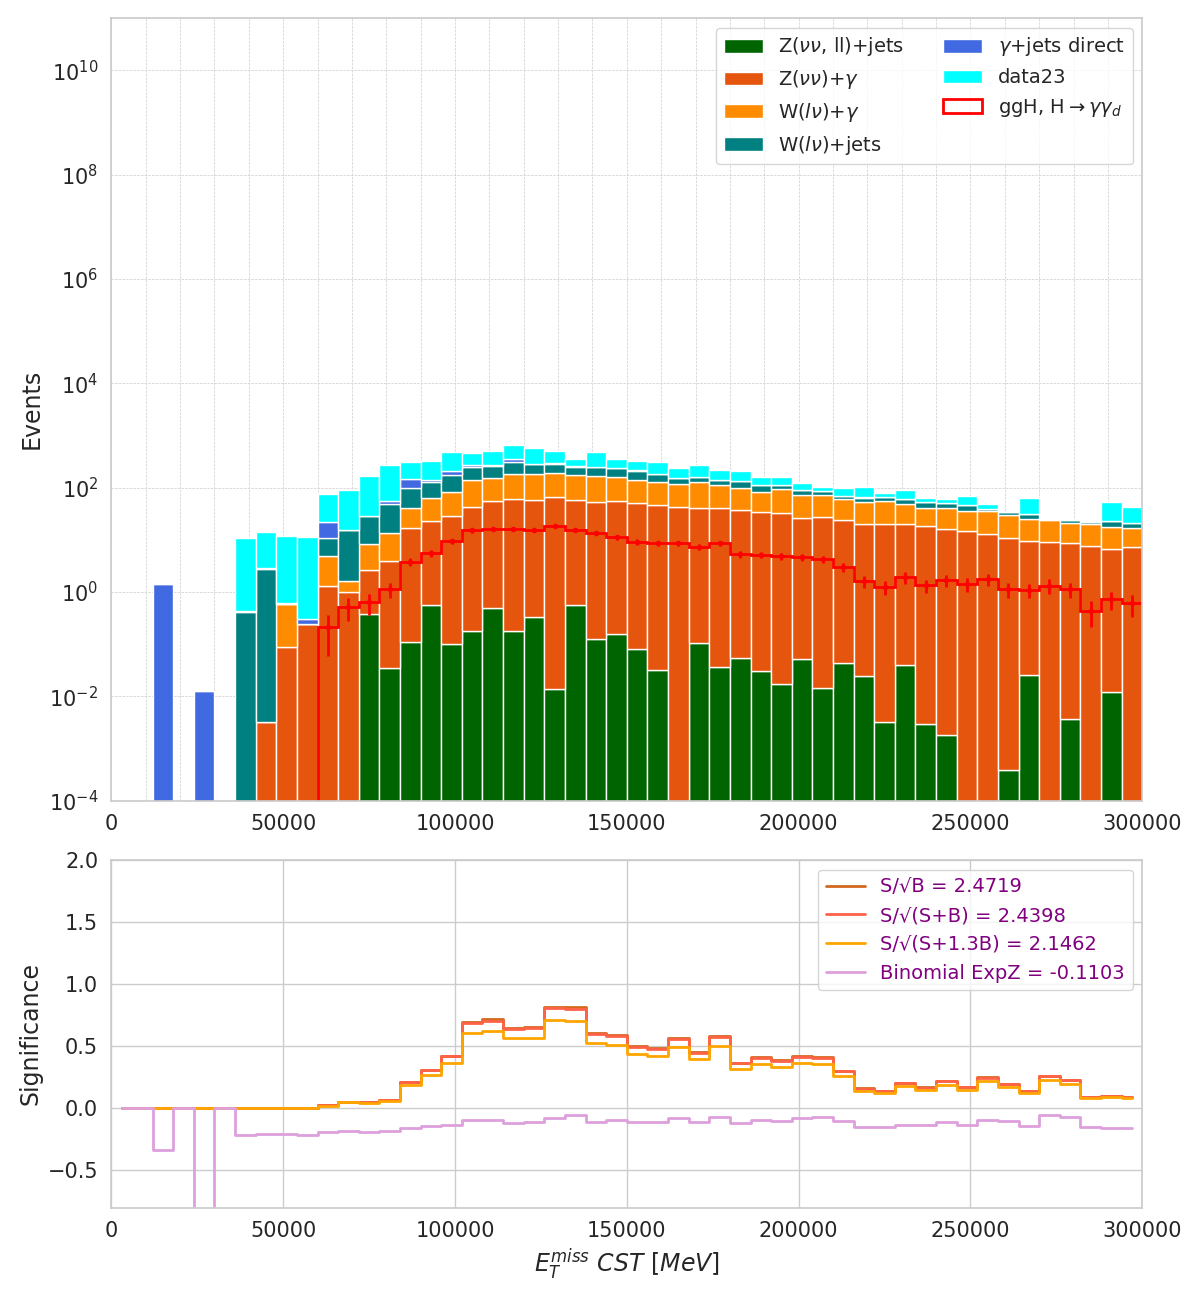 Z(νν, ll)+jets
Z(νν)+γ
W(lν)+γ
W(lν)+jets
γ+jets direct
data23
ggH, H→γγ_d
Events
10^10
10^8
10^6
10^4
10^2
10^0
10^−2
10^−4
0 50000 100000 150000 200000 250000 300000
S/√B = 2.4719
S/√(S+B) = 2.4398
S/√(S+1.3B) = 2.1462
Binomial ExpZ = -0.1103
Significance
2.0
1.5
1.0
0.5
0.0
−0.5
0 50000 100000 150000 200000 250000 300000
E_T^miss CST [MeV]